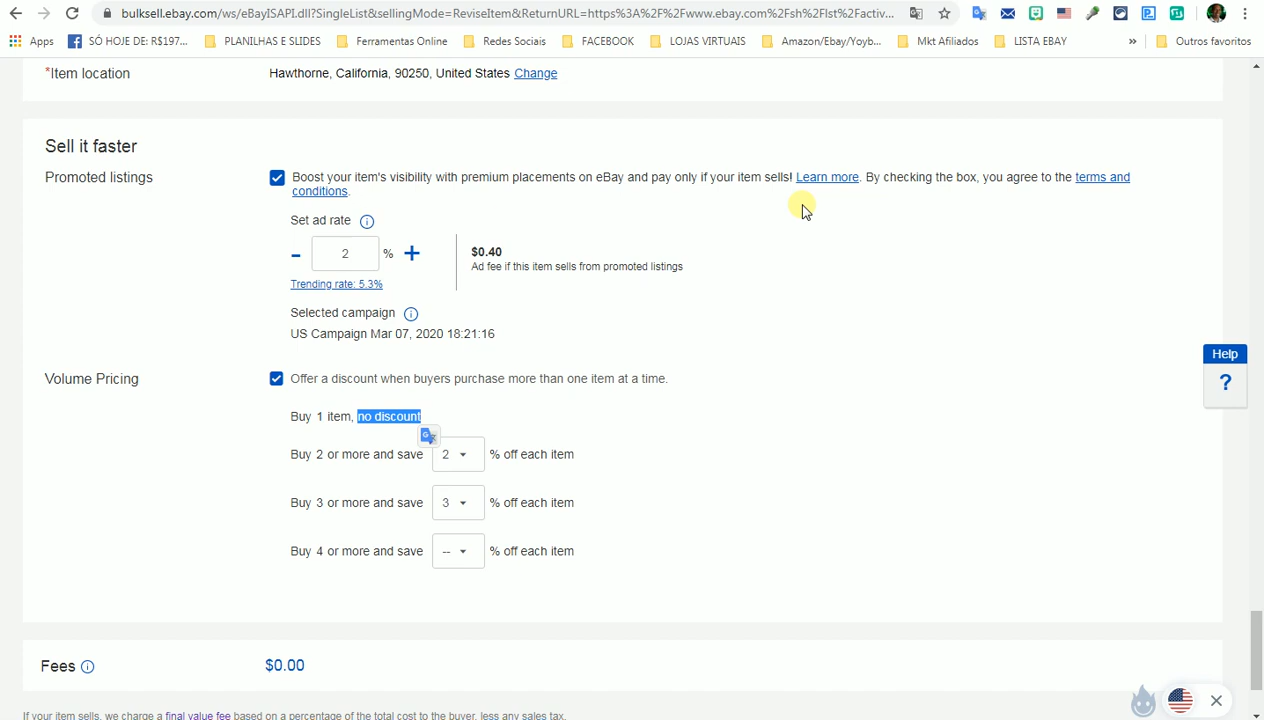 bulksell.ebay.com/ws/eBayISAPI.dll?SingleList&sellingMode=ReviseItem&ReturnURL=https%3A%2F%2Fwww.ebay.com%2Fsh%2Flst%2Factiv...
Apps SÓ HOJE DE: R$197... PLANILHAS E SLIDES Ferramentas Online Redes Sociais FACEBOOK LOJAS VIRTUAIS Amazon/Ebay/Yoyb... Mkt Afiliados LISTA EBAY » Outros favoritos
*Item location Hawthorne, California, 90250, United States Change
Sell it faster
Promoted listings Boost your item's visibility with premium placements on eBay and pay only if your item sells! Learn more. By checking the box, you agree to the terms and
conditions.
Set ad rate
- 2 % +
$0.40
Ad fee if this item sells from promoted listings
Trending rate: 5.3%
Selected campaign
US Campaign Mar 07, 2020 18:21:16
Help
?
Volume Pricing Offer a discount when buyers purchase more than one item at a time.
Buy 1 item, no discount
Buy 2 or more and save 2 % off each item
Buy 3 or more and save 3 % off each item
Buy 4 or more and save -- % off each item
Fees $0.00
If your item sells, we charge a final value fee based on a percentage of the total cost to the buyer, less any sales tax.